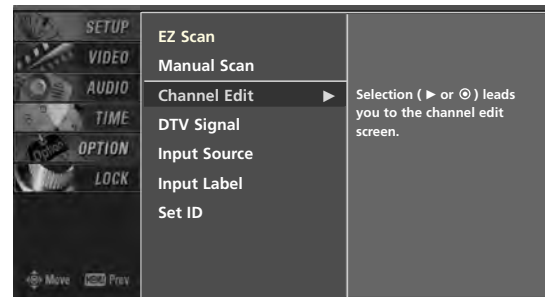 SETUP
VIDEO
AUDIO
TIME
OPTION
LOCK
EZ Scan
Manual Scan
Channel Edit ►
DTV Signal
Input Source
Input Label
Set ID
Selection ( ► or ⊙ ) leads
you to the channel edit
screen.
Move MENU Prev